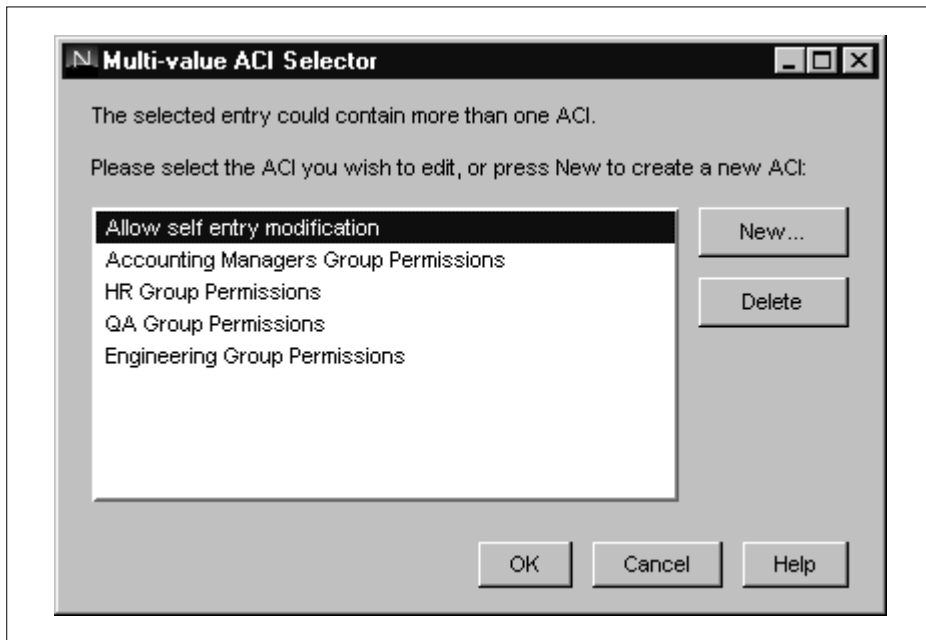 N Multi-value ACI Selector
The selected entry could contain more than one ACI.
Please select the ACI you wish to edit, or press New to create a new ACI:
Allow self entry modification
Accounting Managers Group Permissions
HR Group Permissions
QA Group Permissions
Engineering Group Permissions
New...
Delete
OK
Cancel
Help